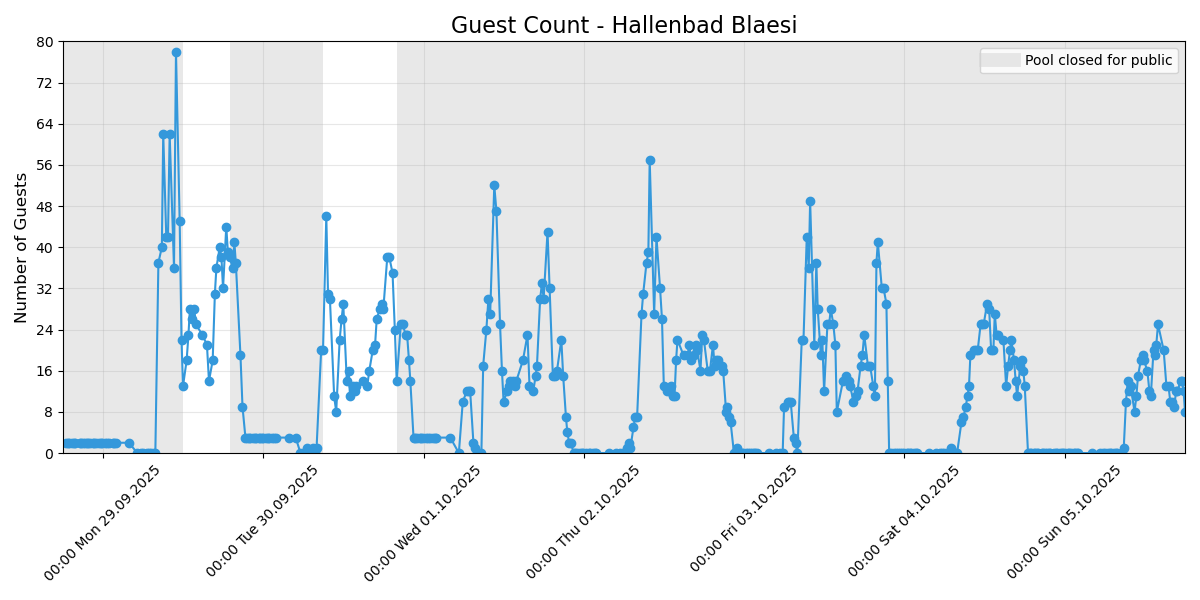 Guest Count - Hallenbad Blaesi
Pool closed for public
Number of Guests
80
72
64
56
48
40
32
24
16
8
0
00:00 Mon 29.09.2025
00:00 Tue 30.09.2025
00:00 Wed 01.10.2025
00:00 Thu 02.10.2025
00:00 Fri 03.10.2025
00:00 Sat 04.10.2025
00:00 Sun 05.10.2025